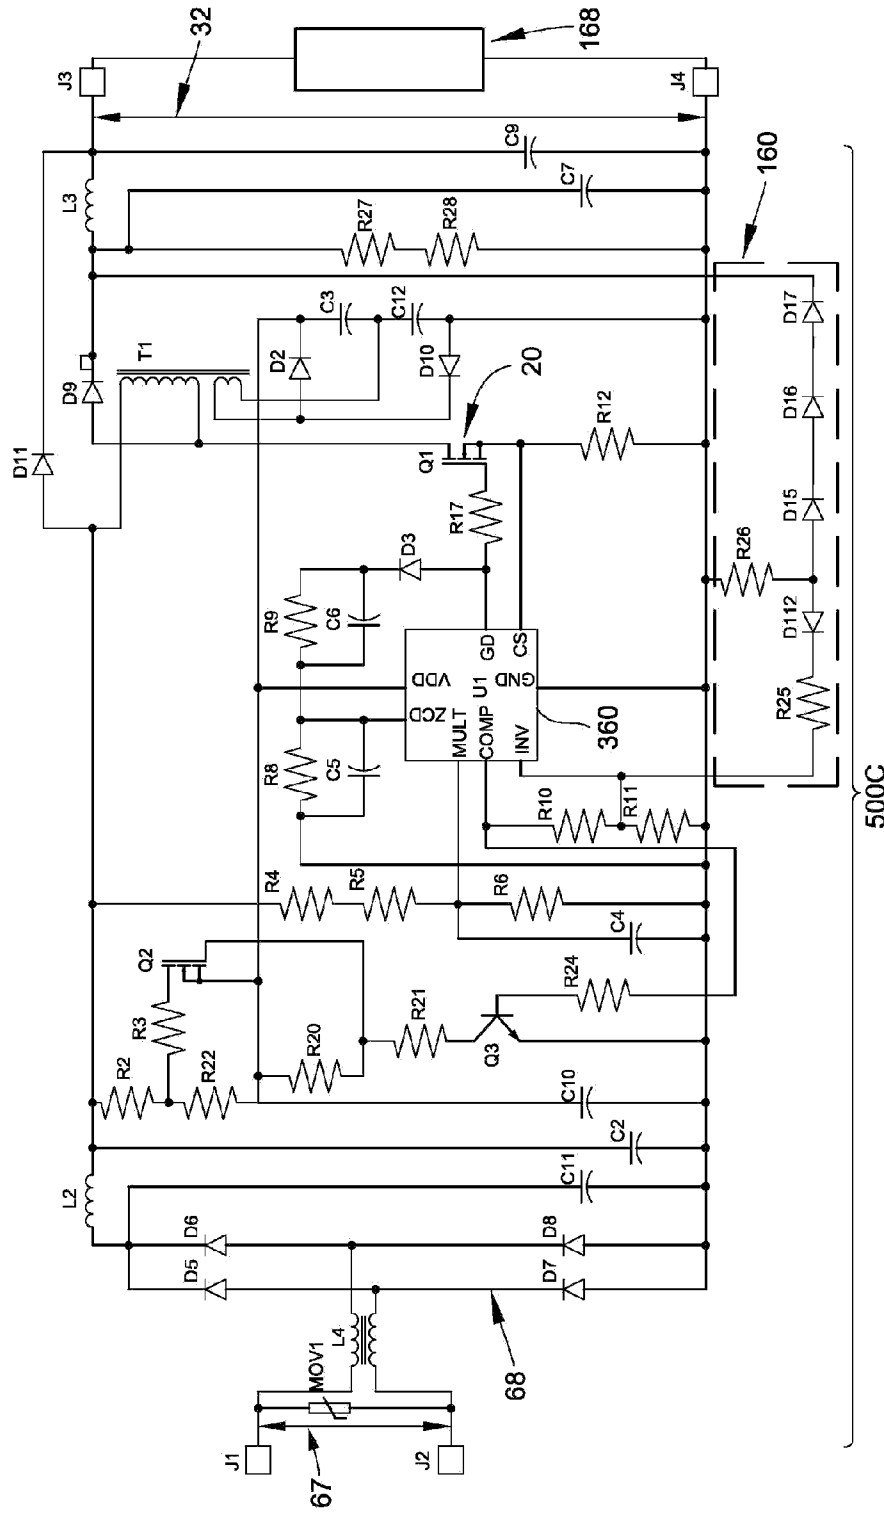 32
168
J3
J4
L3
C9
C7
R27
R28
160
T1
C3
C12
D2
D10
D9
D11
20
Q1
R12
R17
D17
D16
D15
D112
R26
R25
D3
R9
C6
GD
CS
VDD
U1
GND
ZCD
MULT
COMP
INV
360
R8
C5
R10
R11
R4
R5
R6
C4
Q2
R3
R2
R22
R20
R21
Q3
R24
C10
C2
C11
L2
D6
D5
D8
D7
68
L4
MOV1
J1
J2
67
500C